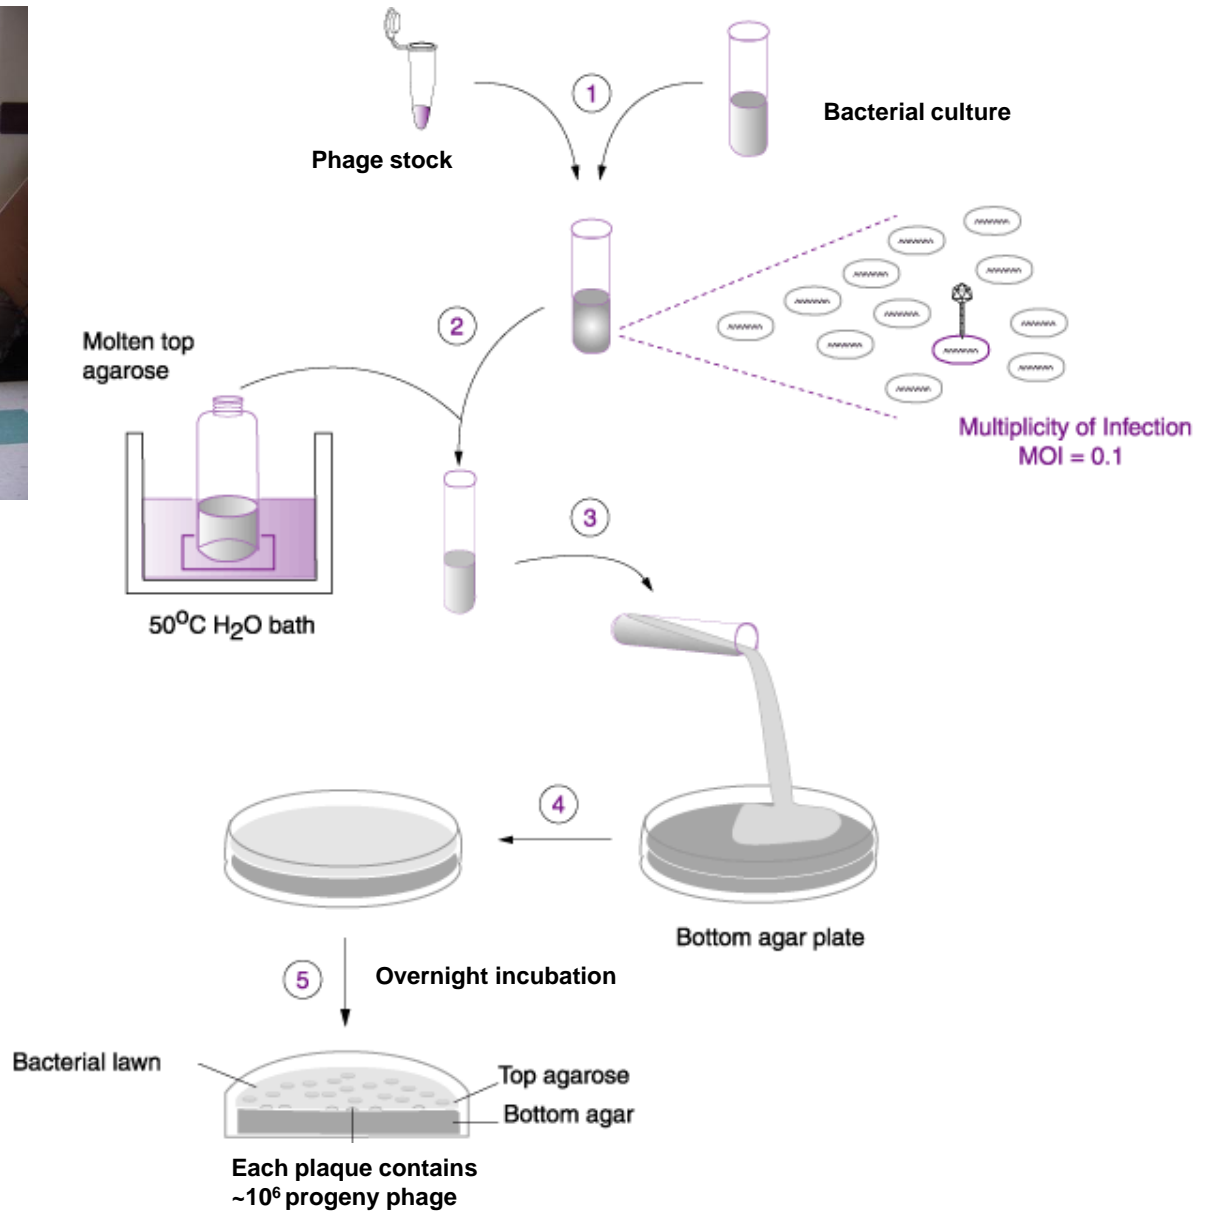 1
Bacterial culture
Phage stock
2
Molten top
agarose
Multiplicity of Infection
MOI = 0.1
3
50°C H₂O bath
4
Bottom agar plate
5
Overnight incubation
Bacterial lawn
Top agarose
Bottom agar
Each plaque contains
~10⁶ progeny phage